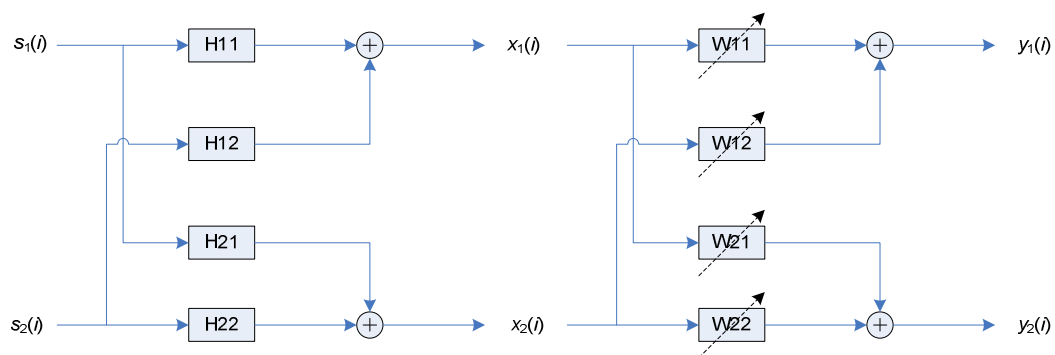 s1(i) H11 + x1(i) W11 + y1(i)
H12 W12
H21 W21
s2(i) H22 + x2(i) W22 + y2(i)